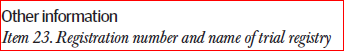 Other information
Item 23. Registration number and name of trial registry